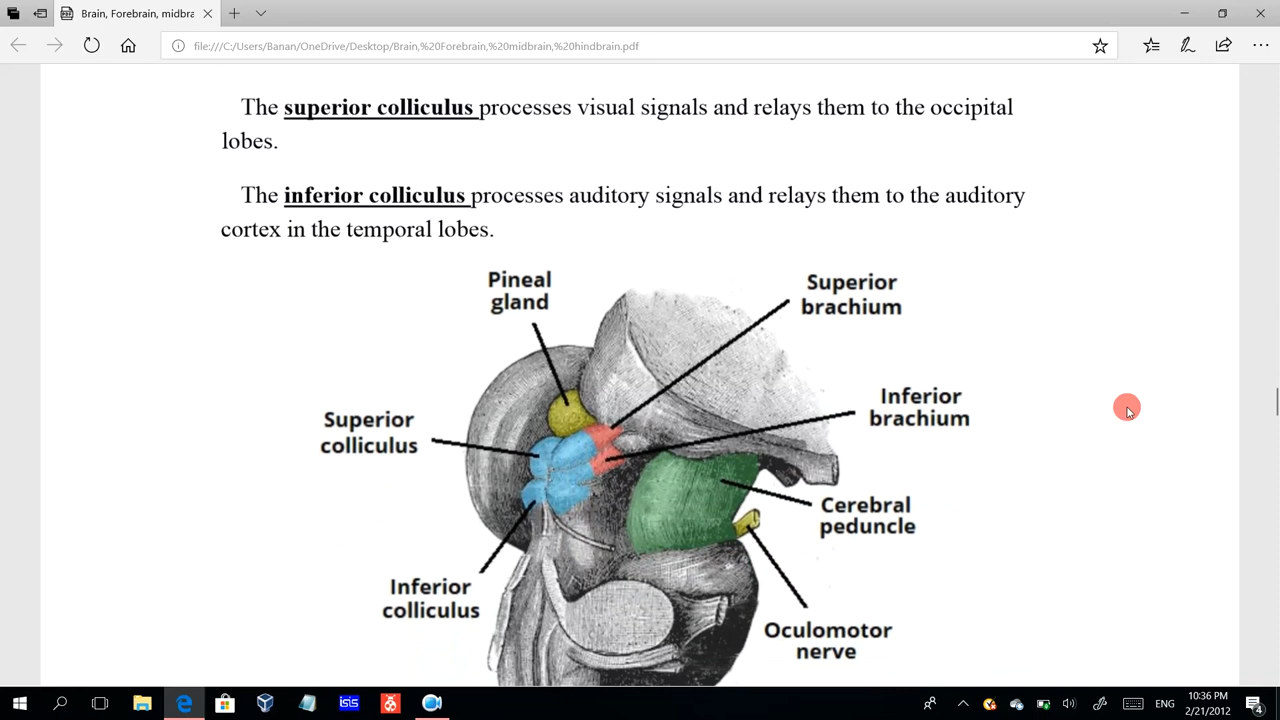 Brain, Forebrain, midbra
file:///C:/Users/Banan/OneDrive/Desktop/Brain,%20Forebrain,%20midbrain,%20hindbrain.pdf
The superior colliculus processes visual signals and relays them to the occipital
lobes.
The inferior colliculus processes auditory signals and relays them to the auditory
cortex in the temporal lobes.
Pineal
gland
Superior
brachium
Inferior
brachium
Superior
colliculus
Cerebral
peduncle
Inferior
colliculus
Oculomotor
nerve
isis
ENG
10:36 PM
2/21/2012
4